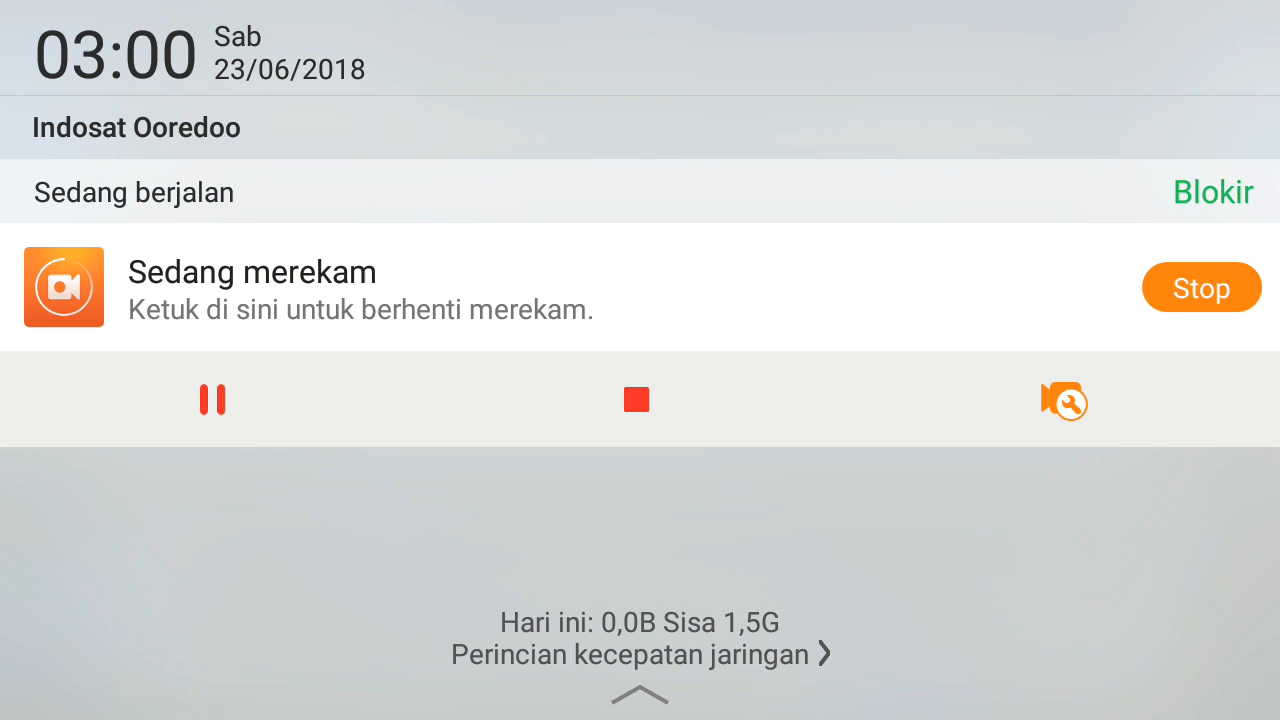 03:00
Sab
23/06/2018
Indosat Ooredoo
Sedang berjalan
Blokir
Sedang merekam
Ketuk di sini untuk berhenti merekam.
Stop
Hari ini: 0,0B Sisa 1,5G
Perincian kecepatan jaringan